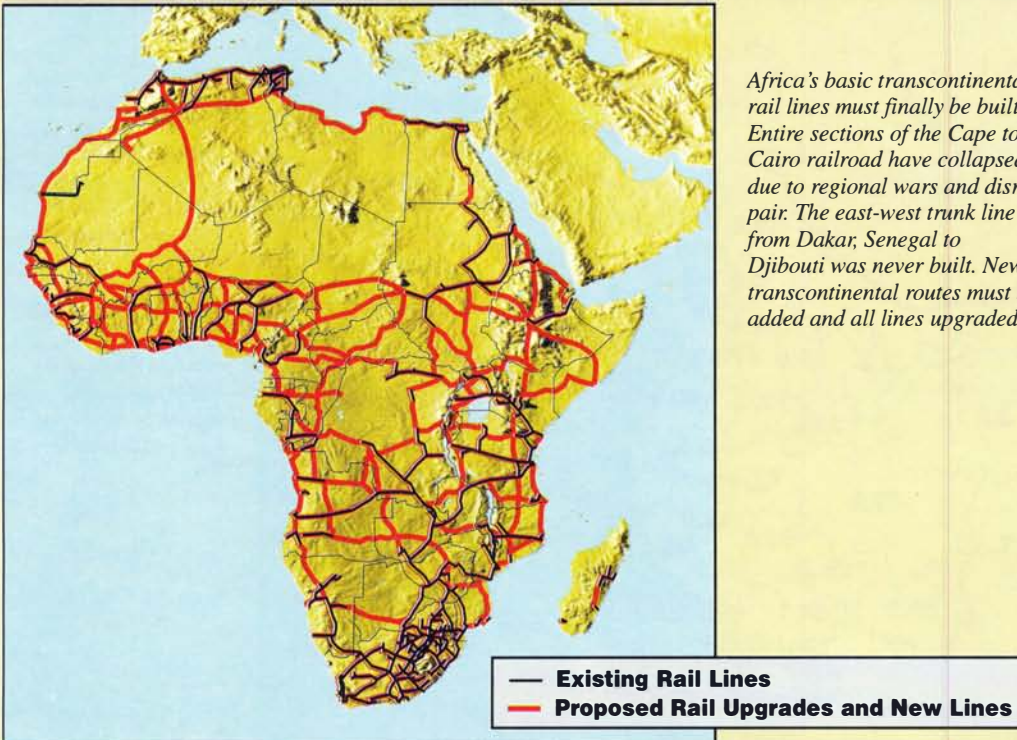 Africa's basic transcontinental
rail lines must finally be built.
Entire sections of the Cape to
Cairo railroad have collapsed
due to regional wars and
pair. The east-west trunk line
from Dakar, Senegal to
Djibouti was never built. New
transcontinental routes must
added and all lines upgraded
Existing Rail Lines
Proposed Rail Upgrades and New Lines